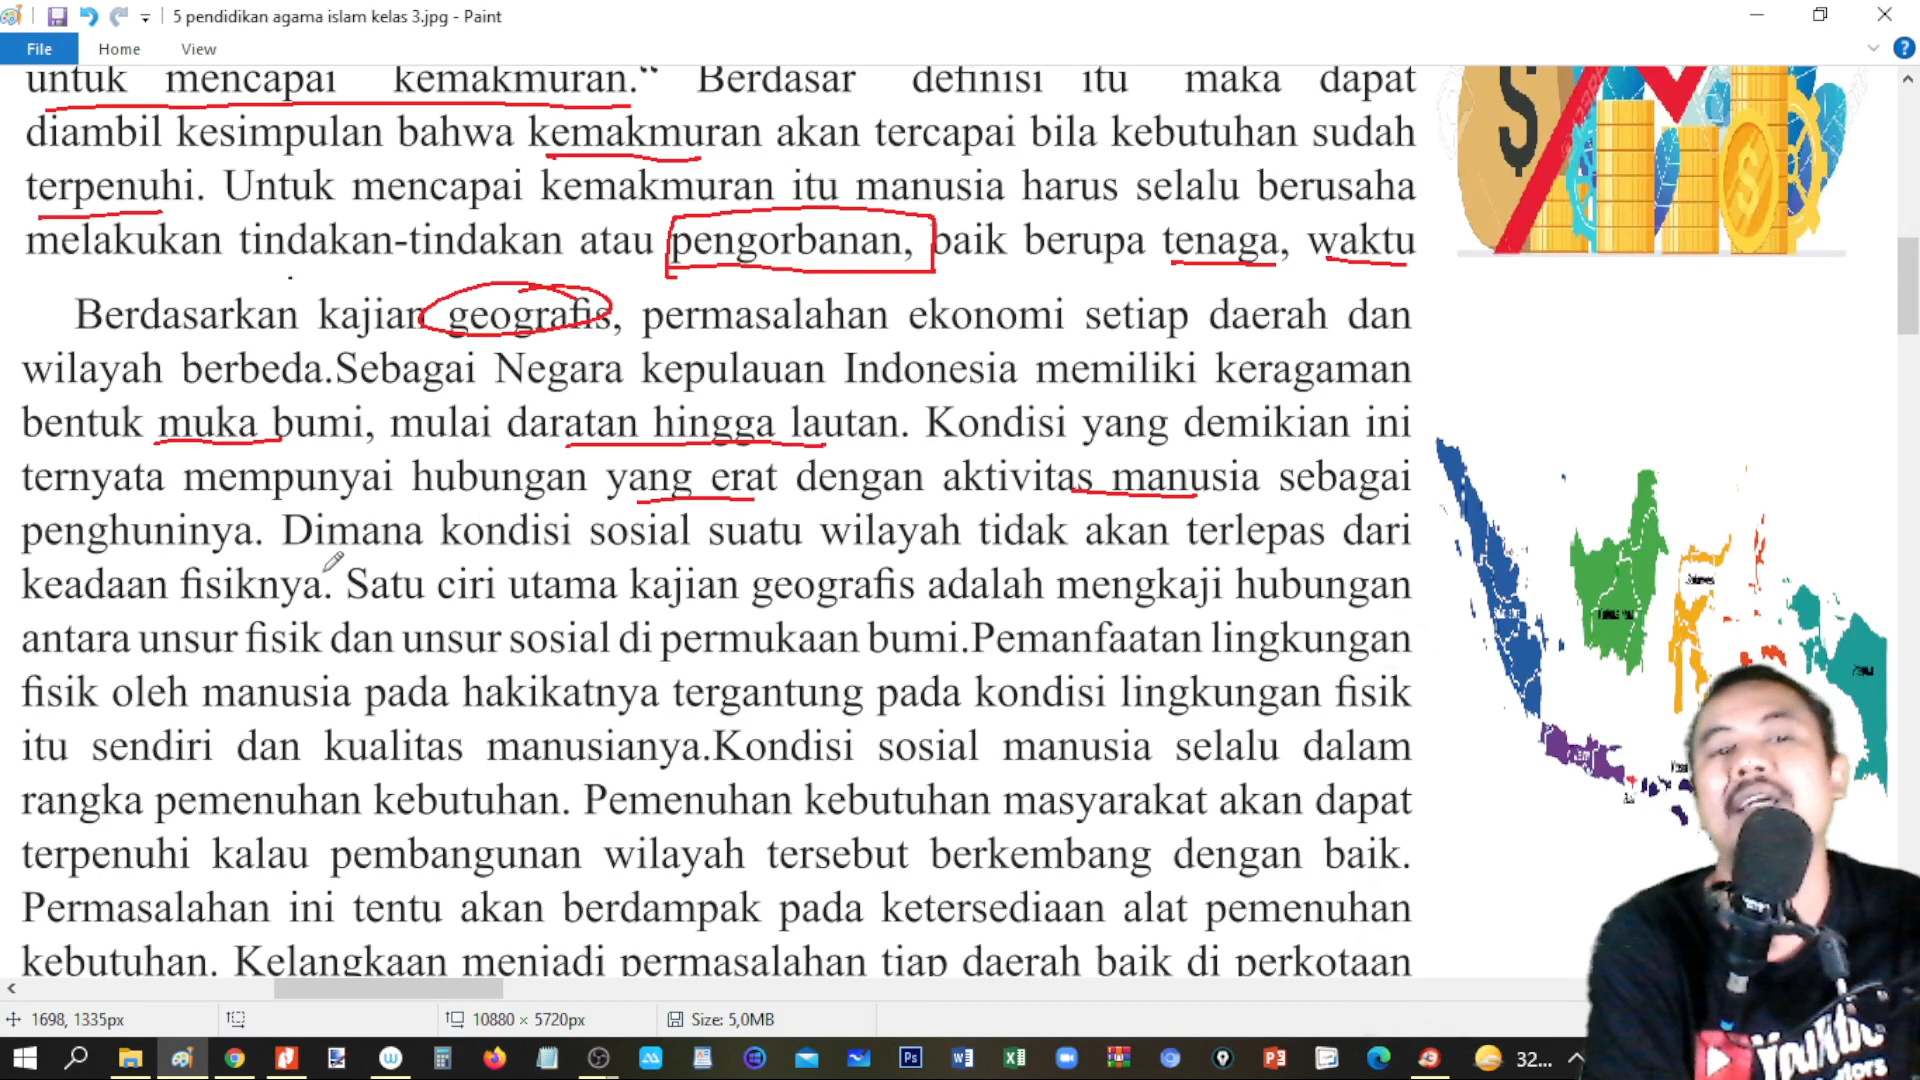 5 pendidikan agama islam kelas 3.jpg - Paint
File Home View
untuk mencapai kemakmuran.“ Berdasar definisi itu maka dapat
diambil kesimpulan bahwa kemakmuran akan tercapai bila kebutuhan sudah
terpenuhi. Untuk mencapai kemakmuran itu manusia harus selalu berusaha
melakukan tindakan-tindakan atau pengorbanan, baik berupa tenaga, waktu
Berdasarkan kajian geografis, permasalahan ekonomi setiap daerah dan
wilayah berbeda.Sebagai Negara kepulauan Indonesia memiliki keragaman
bentuk muka bumi, mulai daratan hingga lautan. Kondisi yang demikian ini
ternyata mempunyai hubungan yang erat dengan aktivitas manusia sebagai
penghuninya. Dimana kondisi sosial suatu wilayah tidak akan terlepas dari
keadaan fisiknya. Satu ciri utama kajian geografis adalah mengkaji hubungan
antara unsur fisik dan unsur sosial di permukaan bumi.Pemanfaatan lingkungan
fisik oleh manusia pada hakikatnya tergantung pada kondisi lingkungan fisik
itu sendiri dan kualitas manusianya.Kondisi sosial manusia selalu dalam
rangka pemenuhan kebutuhan. Pemenuhan kebutuhan masyarakat akan dapat
terpenuhi kalau pembangunan wilayah tersebut berkembang dengan baik.
Permasalahan ini tentu akan berdampak pada ketersediaan alat pemenuhan
kebutuhan. Kelangkaan menjadi permasalahan tiap daerah baik di perkotaan
1698, 1335px
10880 × 5720px
Size: 5,0MB
32...